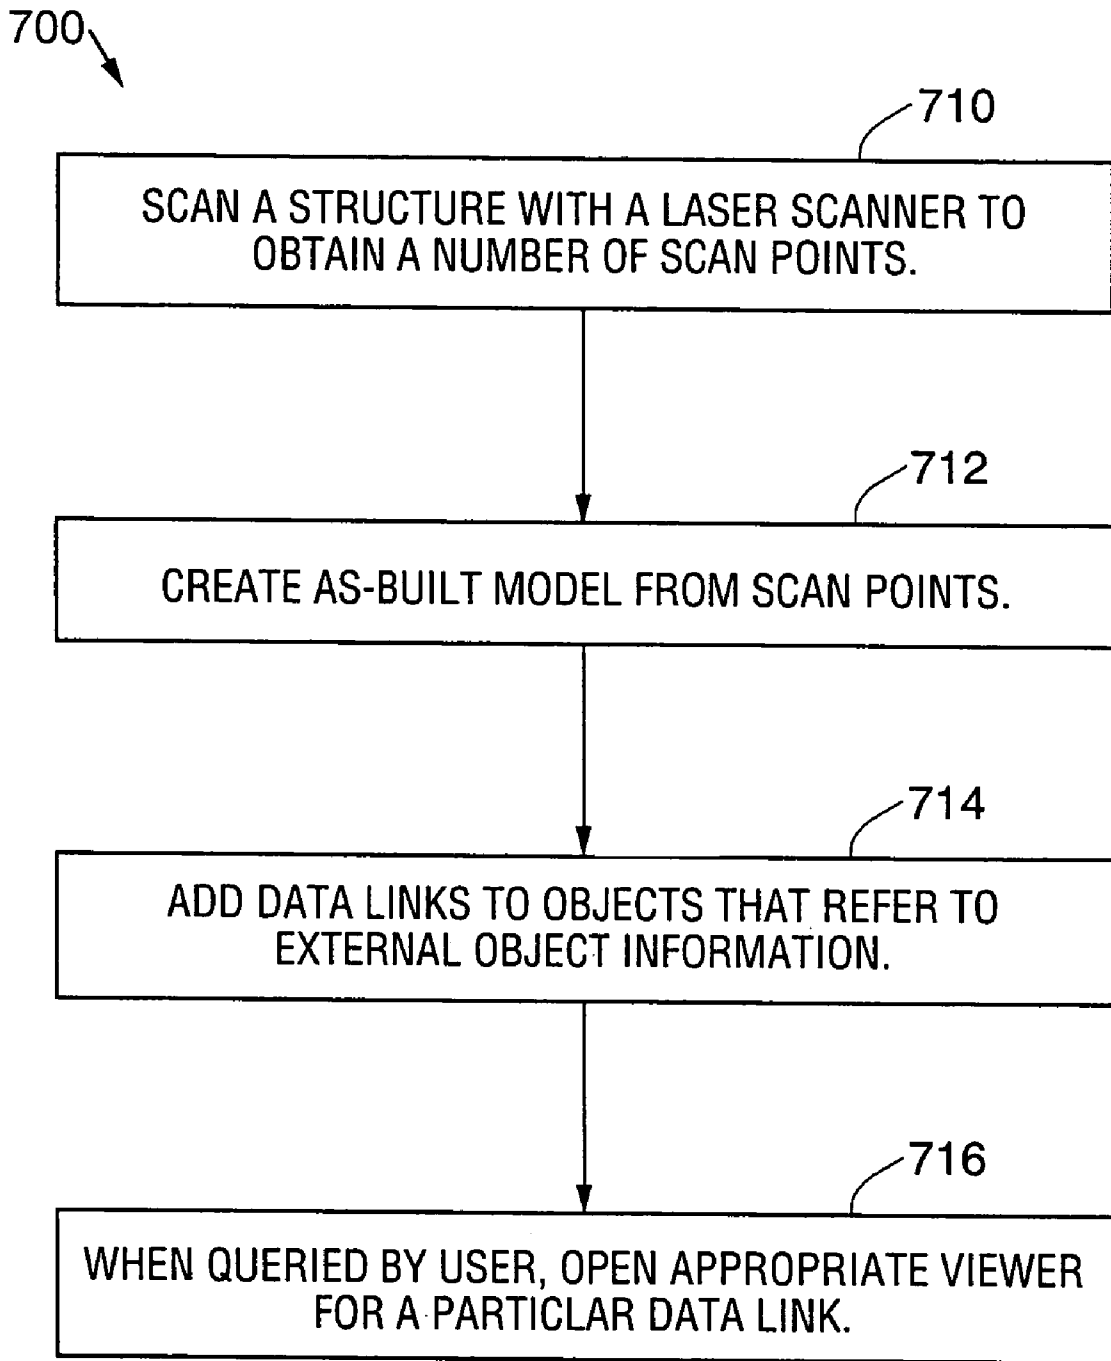 700
710
SCAN A STRUCTURE WITH A LASER SCANNER TO
OBTAIN A NUMBER OF SCAN POINTS.
712
CREATE AS-BUILT MODEL FROM SCAN POINTS.
714
ADD DATA LINKS TO OBJECTS THAT REFER TO
EXTERNAL OBJECT INFORMATION.
716
WHEN QUERIED BY USER, OPEN APPROPRIATE VIEWER
FOR A PARTICLAR DATA LINK.